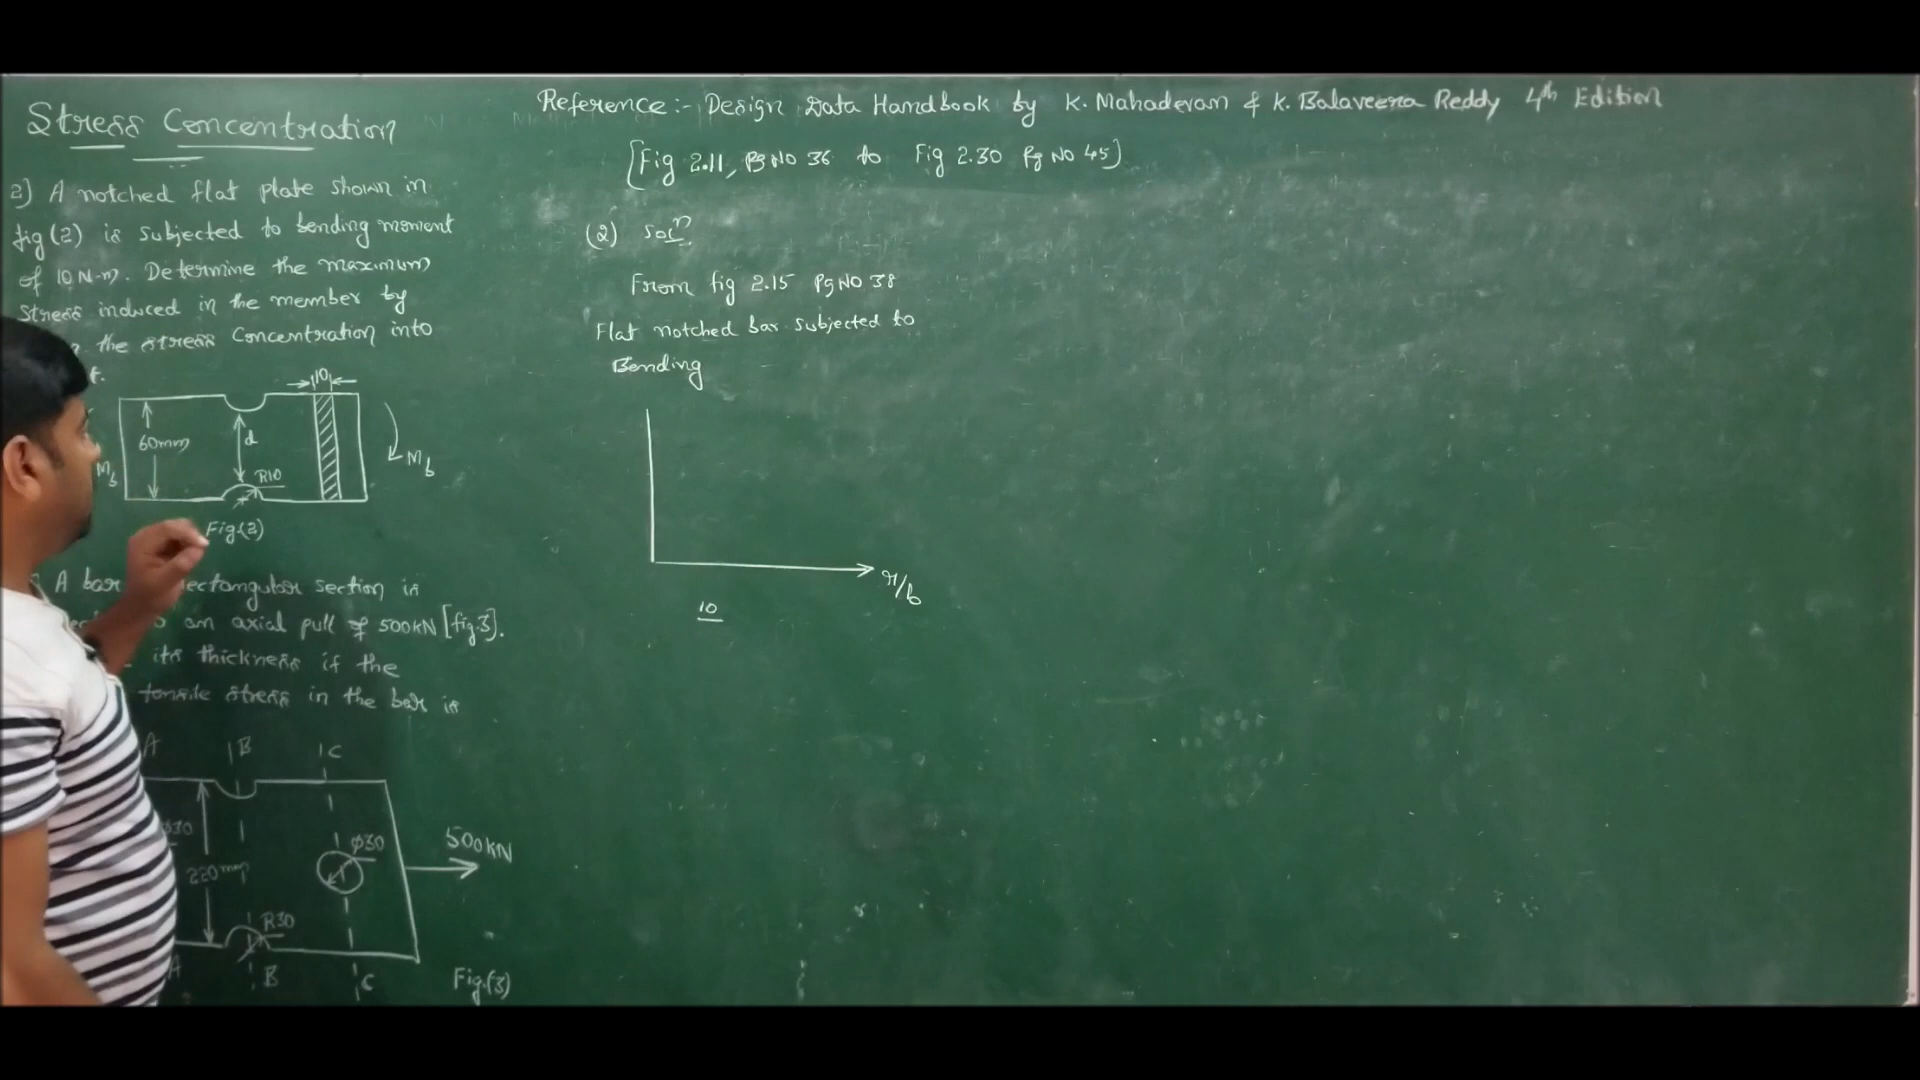 Stress Concentration
2) A notched flat plate shown in
fig(2) is subjected to bending moment
of 10 N-m. Determine the maximum
stress induced in the member by
the stress Concentration into
10
60mm
d
R10
Mb
Mb
Fig.(2)
A bar rectangular section is
an axial pull of 500KN [fig.3].
its thickness if the
tensile stress in the bar is
A
B
C
ϕ30
220mm
ϕ30
500KN
R30
A
B
C
Fig.(3)
Reference:- Design Data Handbook by K. Mahadevan & K. Balaveera Reddy 4th Edition
[Fig 2.11, Pg NO 36 to Fig 2.30 Pg NO 45]
(2) Soln
From fig 2.15 Pg NO 38
Flat notched bar subjected to
Bending
r/b
10